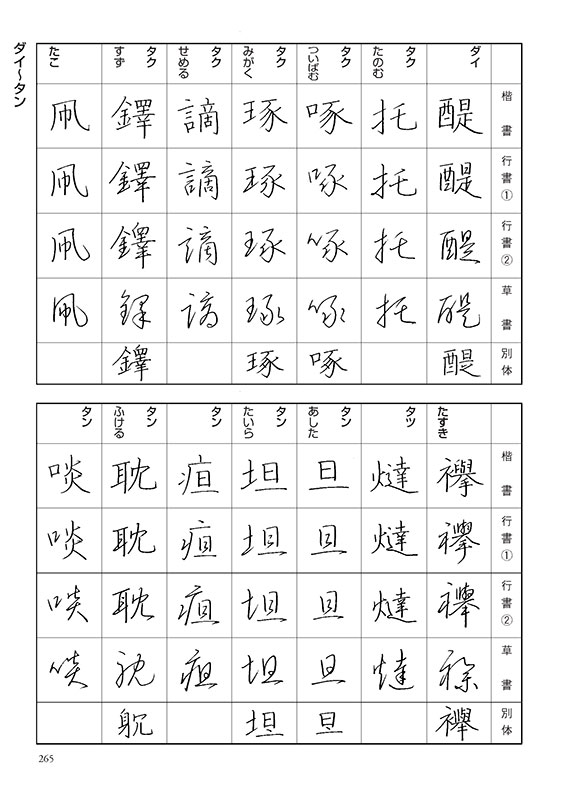 ダイ〜タン
楷書
行書①
行書②
草書
別体
ダイ
醍
醍
醍
醍
醍
タク
たのむ
托
托
托
托
タク
ついばむ
啄
啄
啄
啄
啄
タク
みがく
琢
琢
琢
琢
琢
タク
せめる
謫
謫
謫
謫
タク
すず
鐸
鐸
鐸
鐸
鐸
たこ
凧
凧
凧
凧
楷書
行書①
行書②
草書
別体
たすき
襷
襷
襷
襷
襷
タツ
燵
燵
燵
燵
タン
あした
旦
旦
旦
旦
旦
タン
たいら
坦
坦
坦
坦
坦
タン
疸
疸
疸
疸
タン
ふける
耽
耽
耽
耽
躭
タン
啖
啖
啖
啖
265